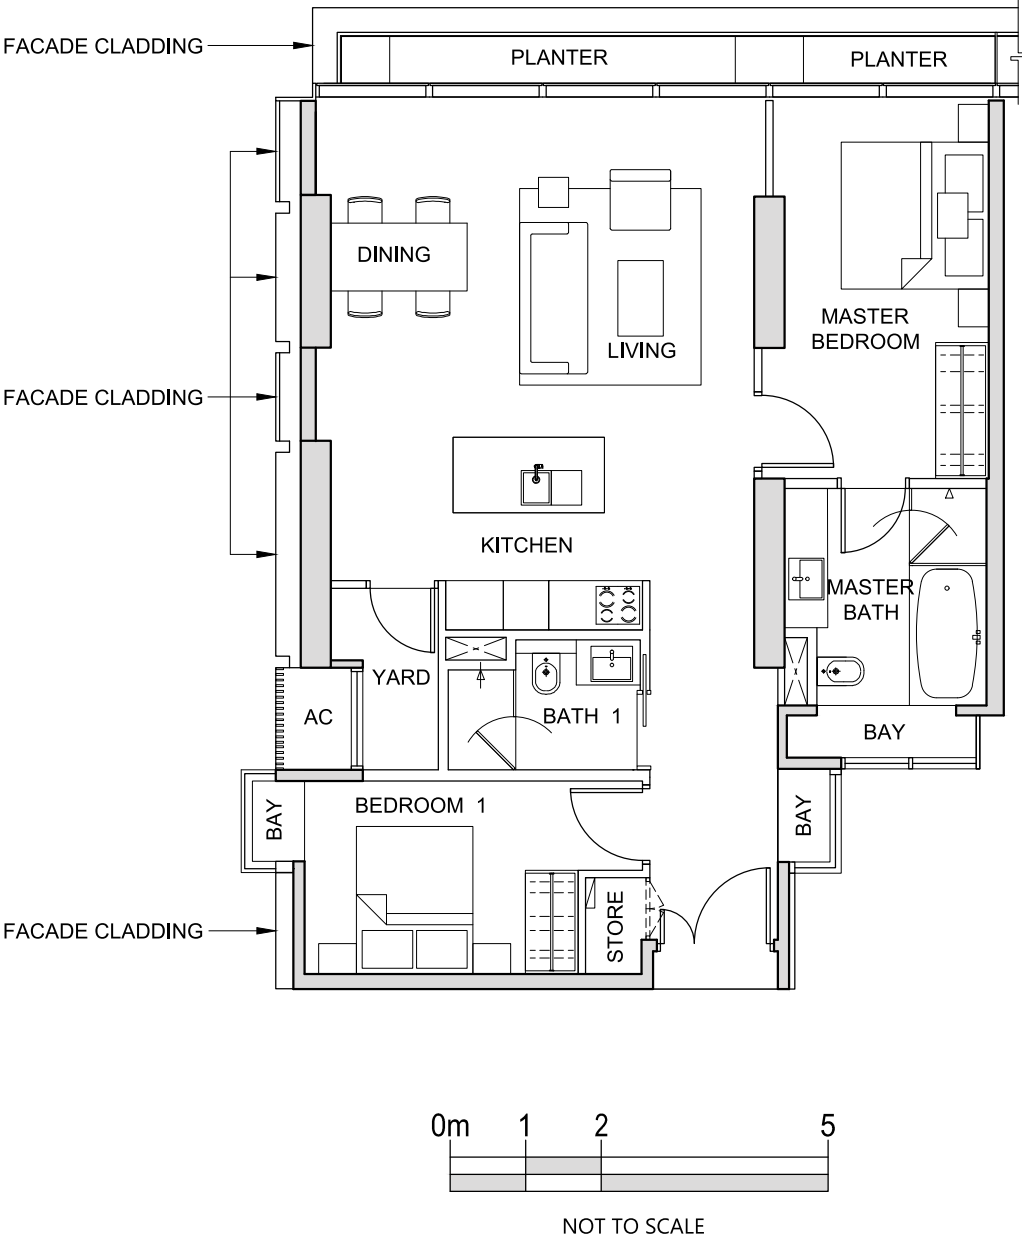 FACADE CLADDING
PLANTER
PLANTER
DINING
MASTER
BEDROOM
LIVING
FACADE CLADDING
KITCHEN
MASTER
BATH
YARD
AC
BATH 1
BAY
BAY
BEDROOM 1
BAY
STORE
FACADE CLADDING
0m 1 2 5
NOT TO SCALE